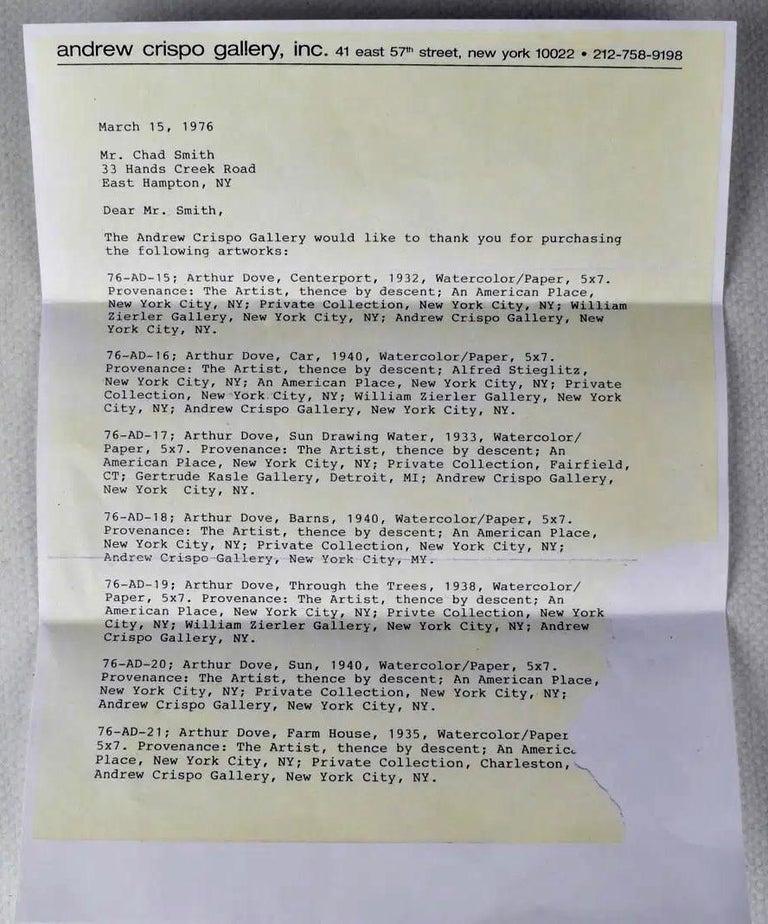 andrew crispo gallery, inc. 41 east 57th street, new york 10022 • 212-758-9198
March 15, 1976
Mr. Chad Smith
33 Hands Creek Road
East Hampton, NY
Dear Mr. Smith,
The Andrew Crispo Gallery would like to thank you for purchasing
the following artworks:
76-AD-15; Arthur Dove, Centerport, 1932, Watercolor/Paper, 5x7.
Provenance: The Artist, thence by descent; An American Place,
New York City, NY; Private Collection, New York City, NY; William
Zierler Gallery, New York City, NY; Andrew Crispo Gallery, New
York City, NY.
76-AD-16; Arthur Dove, Car, 1940, Watercolor/Paper, 5x7.
Provenance: The Artist, thence by descent; Alfred Stieglitz,
New York City, NY; An American Place, New York City, NY; Private
Collection, New York City, NY; William Zierler Gallery, New York
City, NY; Andrew Crispo Gallery, New York City, NY.
76-AD-17; Arthur Dove, Sun Drawing Water, 1933, Watercolor/
Paper, 5x7. Provenance: The Artist, thence by descent; An
American Place, New York City, NY; Private Collection, Fairfield,
CT; Gertrude Kasle Gallery, Detroit, MI; Andrew Crispo Gallery,
New York City, NY.
76-AD-18; Arthur Dove, Barns, 1940, Watercolor/Paper, 5x7.
Provenance: The Artist, thence by descent; An American Place,
New York City, NY; Private Collection, New York City, NY;
Andrew Crispo Gallery, New York City, MY.
76-AD-19; Arthur Dove, Through the Trees, 1938, Watercolor/
Paper, 5x7. Provenance: The Artist, thence by descent; An
American Place, New York City, NY; Privte Collection, New York
City, NY; William Zierler Gallery, New York City, NY; Andrew
Crispo Gallery, NY.
76-AD-20; Arthur Dove, Sun, 1940, Watercolor/Paper, 5x7.
Provenance: The Artist, thence by descent; An American Place,
New York City, NY; Private Collection, New York City, NY;
Andrew Crispo Gallery, New York City, NY.
76-AD-21; Arthur Dove, Farm House, 1935, Watercolor/Paper
5x7. Provenance: The Artist, thence by descent; An Americ
Place, New York City, NY; Private Collection, Charleston,
Andrew Crispo Gallery, New York City, NY.